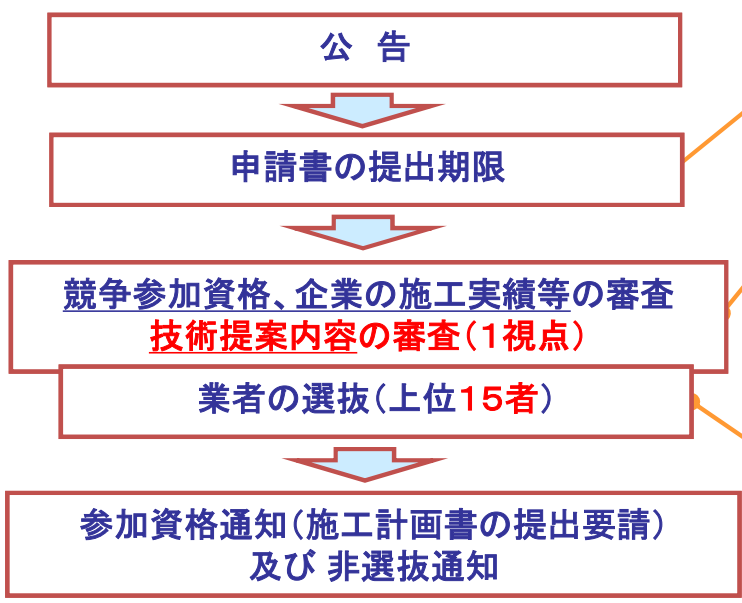 公 告
申請書の提出期限
競争参加資格、企業の施工実績等の審査
技術提案内容の審査（１視点）
業者の選抜（上位１５者）
参加資格通知（施工計画書の提出要請）
及び 非選抜通知